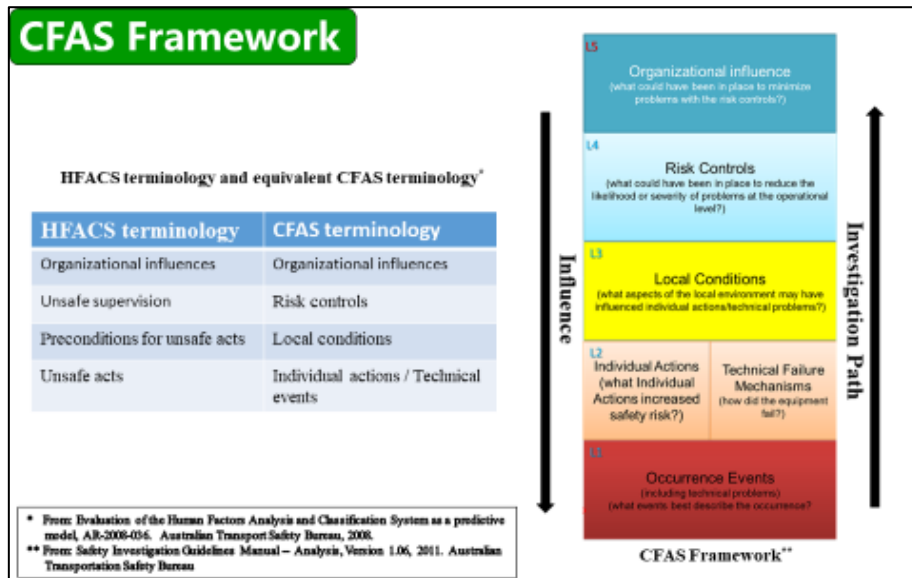 CFAS Framework
HFACS terminology and equivalent CFAS terminology*
HFACS terminology
CFAS terminology
Organizational influences
Organizational influences
Unsafe supervision
Risk controls
Preconditions for unsafe acts
Local conditions
Unsafe acts
Individual actions / Technical
events
* From: Evaluation of the Human Factors Analysis and Classification System as a predictive
model, AR-2008-036. Australian Transport Safety Bureau, 2008.
** From: Safety Investigation Guidelines Manual – Analysis, Version 1.06, 2011. Australian
Transportation Safety Bureau
Influence
L5
Organizational influence
(what could have been in place to minimize
problems with the risk controls?)
L4
Risk Controls
(what could have been in place to reduce the
likelihood or severity of problems at the operational
level?)
L3
Local Conditions
(what aspects of the local environment may have
influenced individual actions/technical problems?)
L2
Individual Actions
(what Individual
Actions increased
safety risk?)
Technical Failure
Mechanisms
(how did the equipment
fail?)
L1
Occurrence Events
(including technical problems)
(what events best describe the occurrence?
CFAS Framework**
Investigation Path